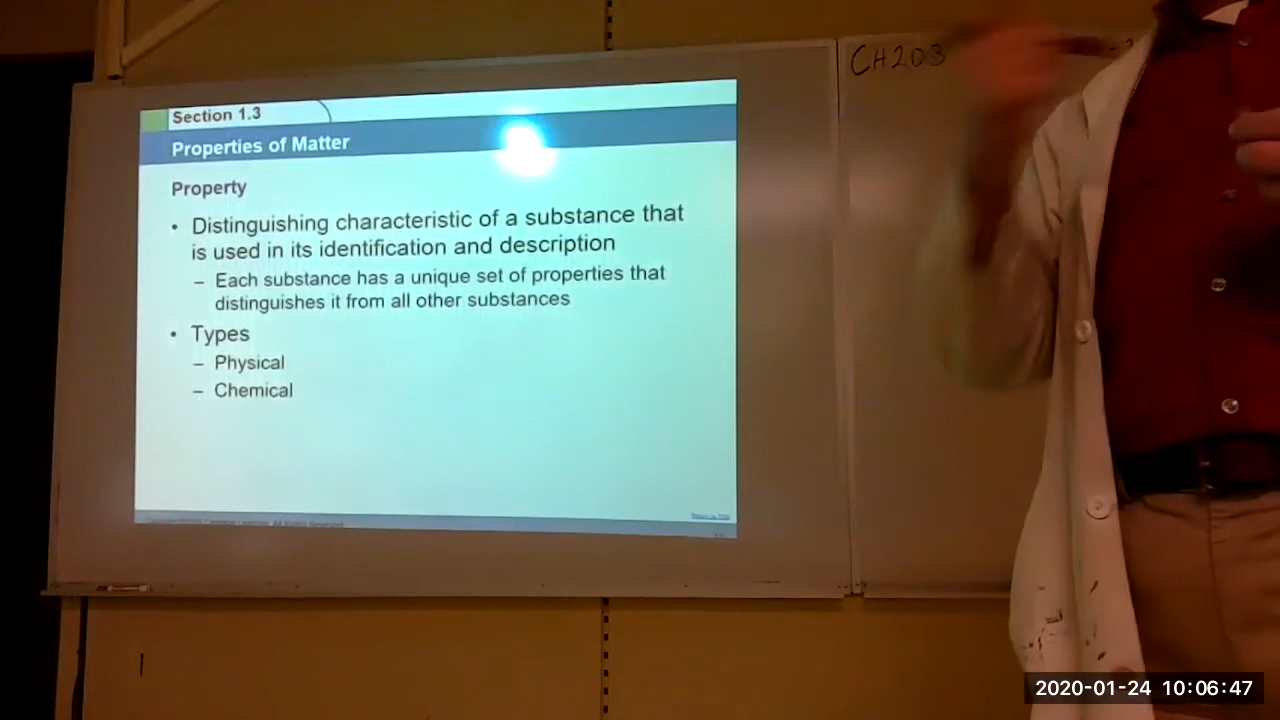 Section 1.3
Properties of Matter
Property
• Distinguishing characteristic of a substance that
is used in its identification and description
– Each substance has a unique set of properties that
distinguishes it from all other substances
• Types
– Physical
– Chemical
CH203
2020-01-24 10:06:47